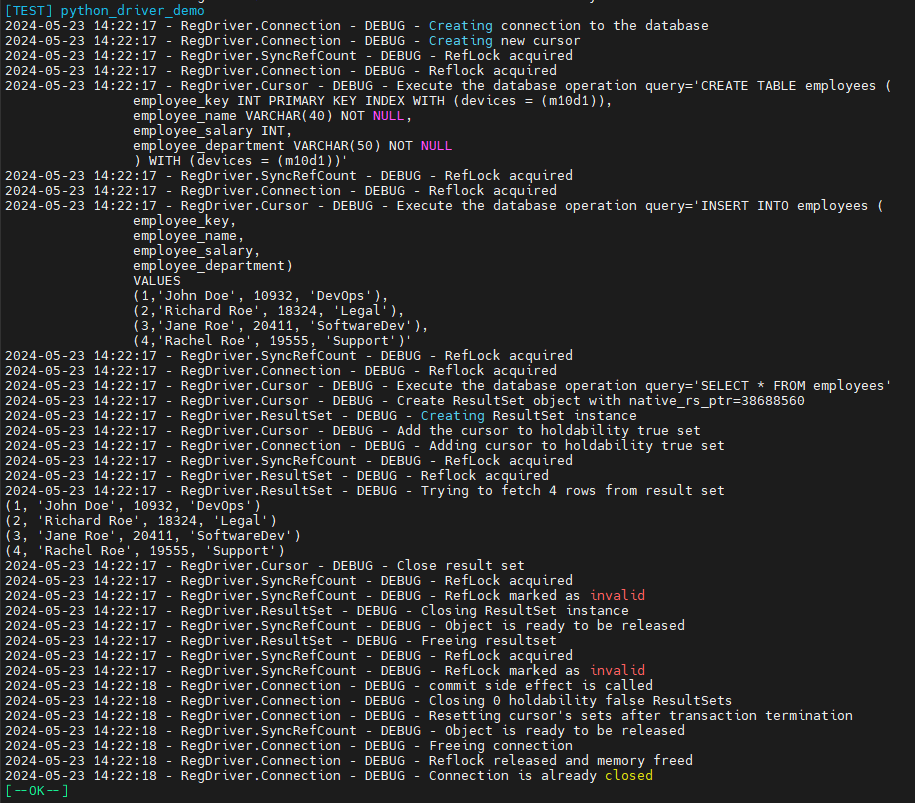 [TEST] python_driver_demo
2024-05-23 14:22:17 - RegDriver.Connection - DEBUG - Creating connection to the database
2024-05-23 14:22:17 - RegDriver.Connection - DEBUG - Creating new cursor
2024-05-23 14:22:17 - RegDriver.SyncRefCount - DEBUG - RefLock acquired
2024-05-23 14:22:17 - RegDriver.Connection - DEBUG - Reflock acquired
2024-05-23 14:22:17 - RegDriver.Cursor - DEBUG - Execute the database operation query='CREATE TABLE employees (
employee_key INT PRIMARY KEY INDEX WITH (devices = (m10d1)),
employee_name VARCHAR(40) NOT NULL,
employee_salary INT,
employee_department VARCHAR(50) NOT NULL
) WITH (devices = (m10d1))'
2024-05-23 14:22:17 - RegDriver.SyncRefCount - DEBUG - RefLock acquired
2024-05-23 14:22:17 - RegDriver.Connection - DEBUG - Reflock acquired
2024-05-23 14:22:17 - RegDriver.Cursor - DEBUG - Execute the database operation query='INSERT INTO employees (
employee_key,
employee_name,
employee_salary,
employee_department)
VALUES
(1,'John Doe', 10932, 'DevOps'),
(2,'Richard Roe', 18324, 'Legal'),
(3,'Jane Roe', 20411, 'SoftwareDev'),
(4,'Rachel Roe', 19555, 'Support')'
2024-05-23 14:22:17 - RegDriver.SyncRefCount - DEBUG - RefLock acquired
2024-05-23 14:22:17 - RegDriver.Connection - DEBUG - Reflock acquired
2024-05-23 14:22:17 - RegDriver.Cursor - DEBUG - Execute the database operation query='SELECT * FROM employees'
2024-05-23 14:22:17 - RegDriver.Cursor - DEBUG - Create ResultSet object with native_rs_ptr=38688560
2024-05-23 14:22:17 - RegDriver.ResultSet - DEBUG - Creating ResultSet instance
2024-05-23 14:22:17 - RegDriver.Cursor - DEBUG - Add the cursor to holdability true set
2024-05-23 14:22:17 - RegDriver.Connection - DEBUG - Adding cursor to holdability true set
2024-05-23 14:22:17 - RegDriver.SyncRefCount - DEBUG - RefLock acquired
2024-05-23 14:22:17 - RegDriver.ResultSet - DEBUG - Reflock acquired
2024-05-23 14:22:17 - RegDriver.ResultSet - DEBUG - Trying to fetch 4 rows from result set
(1, 'John Doe', 10932, 'DevOps')
(2, 'Richard Roe', 18324, 'Legal')
(3, 'Jane Roe', 20411, 'SoftwareDev')
(4, 'Rachel Roe', 19555, 'Support')
2024-05-23 14:22:17 - RegDriver.Cursor - DEBUG - Close result set
2024-05-23 14:22:17 - RegDriver.SyncRefCount - DEBUG - RefLock acquired
2024-05-23 14:22:17 - RegDriver.SyncRefCount - DEBUG - RefLock marked as invalid
2024-05-23 14:22:17 - RegDriver.ResultSet - DEBUG - Closing ResultSet instance
2024-05-23 14:22:17 - RegDriver.SyncRefCount - DEBUG - Object is ready to be released
2024-05-23 14:22:17 - RegDriver.ResultSet - DEBUG - Freeing resultset
2024-05-23 14:22:17 - RegDriver.SyncRefCount - DEBUG - RefLock acquired
2024-05-23 14:22:17 - RegDriver.SyncRefCount - DEBUG - RefLock marked as invalid
2024-05-23 14:22:18 - RegDriver.Connection - DEBUG - commit side effect is called
2024-05-23 14:22:18 - RegDriver.Connection - DEBUG - Closing 0 holdability false ResultSets
2024-05-23 14:22:18 - RegDriver.Connection - DEBUG - Resetting cursor's sets after transaction termination
2024-05-23 14:22:18 - RegDriver.SyncRefCount - DEBUG - Object is ready to be released
2024-05-23 14:22:18 - RegDriver.Connection - DEBUG - Freeing connection
2024-05-23 14:22:18 - RegDriver.Connection - DEBUG - Reflock released and memory freed
2024-05-23 14:22:18 - RegDriver.Connection - DEBUG - Connection is already closed
[--OK--]